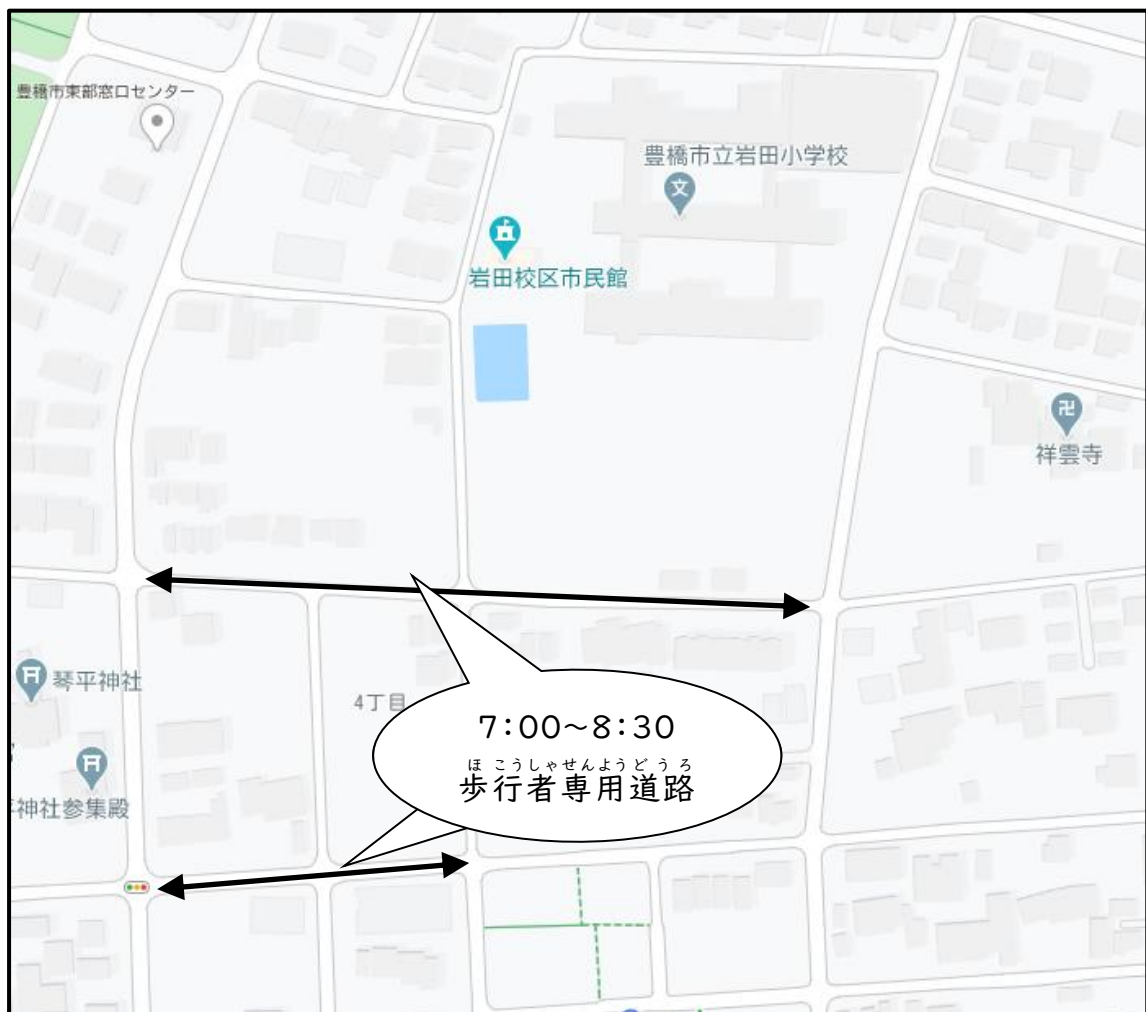 豊橋市東部窓口センター
豊橋市立岩田小学校
文
岩田校区市民館
卍
祥雲寺
琴平神社
4丁目
7:00～8:30
ほこうしゃせんようどうろ
歩行者専用道路
神社参集殿